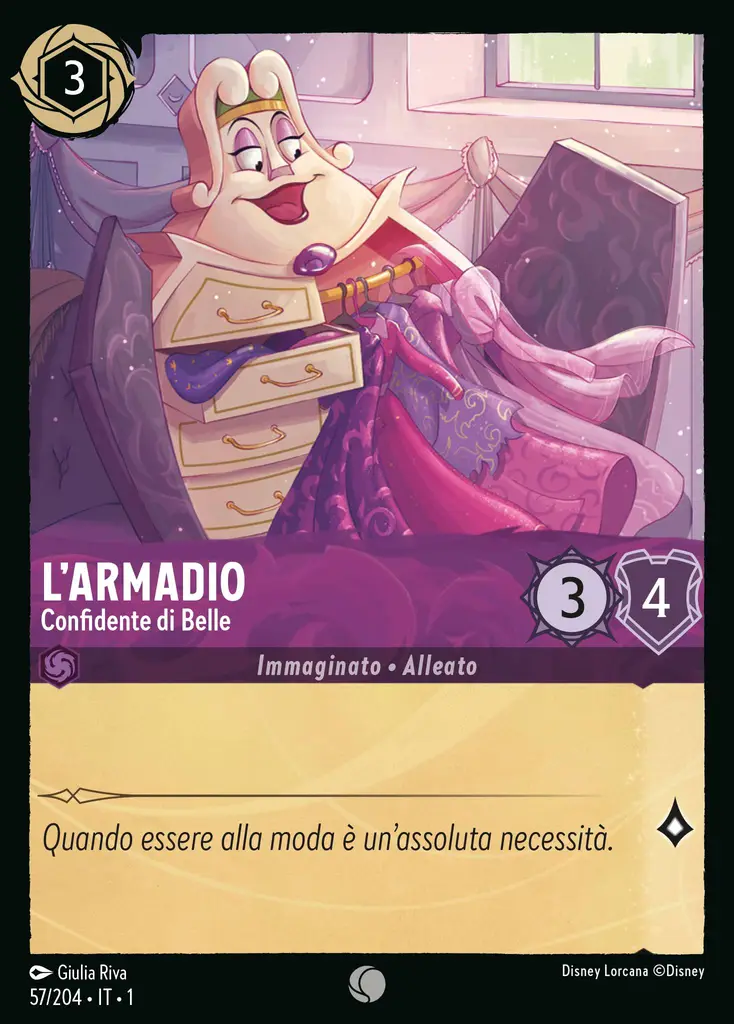 3
L'ARMADIO
Confidente di Belle
3
4
Immaginato • Alleato
Quando essere alla moda è un'assoluta necessità.
Giulia Riva
Disney Lorcana ©Disney
57/204 • IT • 1